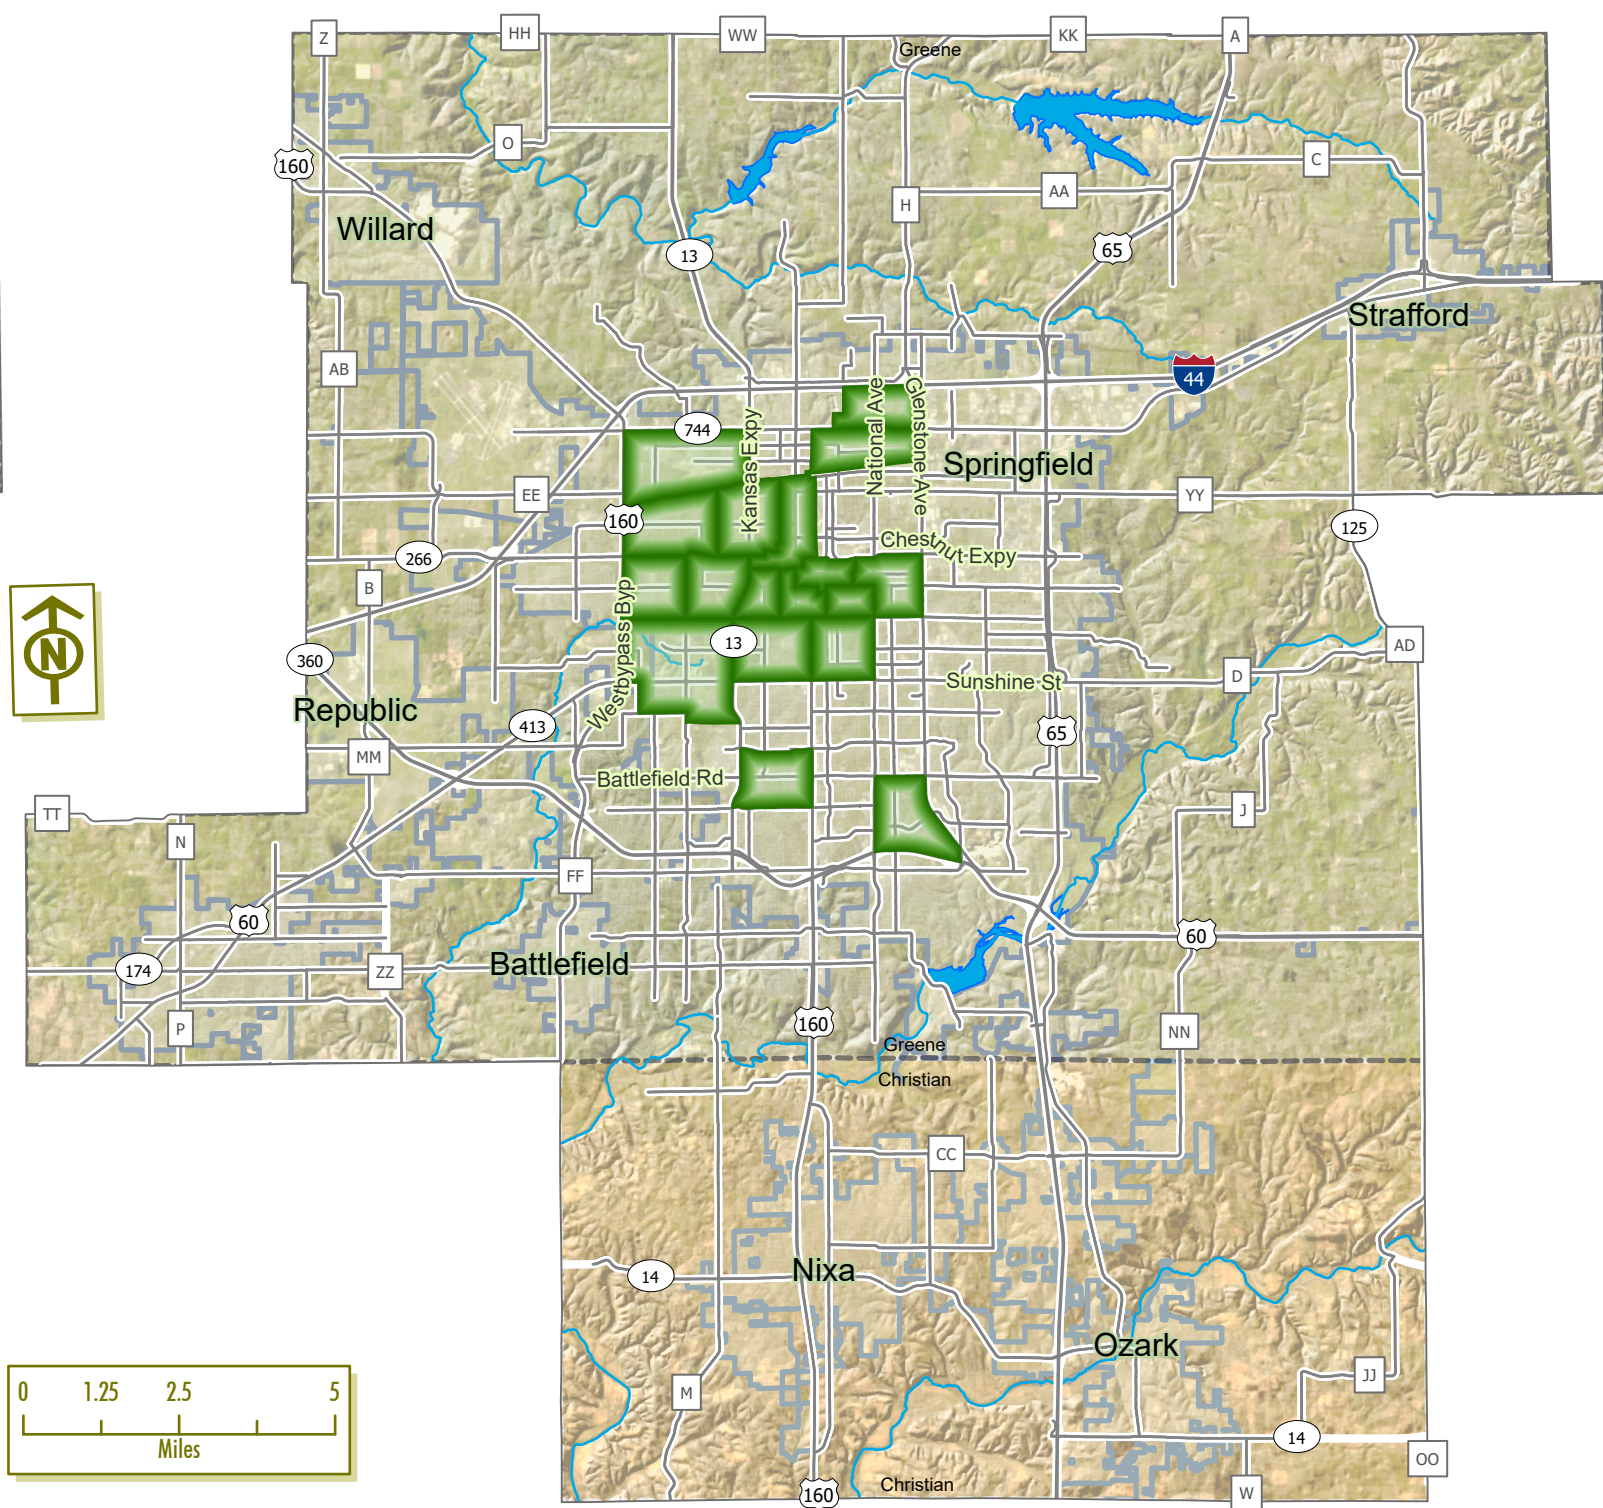 Z
HH
WW
KK
A
Greene
O
160
C
AA
H
Willard
13
65
Strafford
AB
44
National Ave
Glenstone Ave
Kansas Expy
744
Springfield
EE
YY
160
125
Chestnut Expy
266
B
Westbypass Byp
N
13
AD
360
D
Sunshine St
Republic
413
65
MM
Battlefield Rd
TT
J
N
FF
60
60
Battlefield
174
ZZ
160
P
NN
Greene
Christian
CC
Nixa
14
Ozark
JJ
M
0 1.25 2.5 5
Miles
14
OO
Christian
160
W